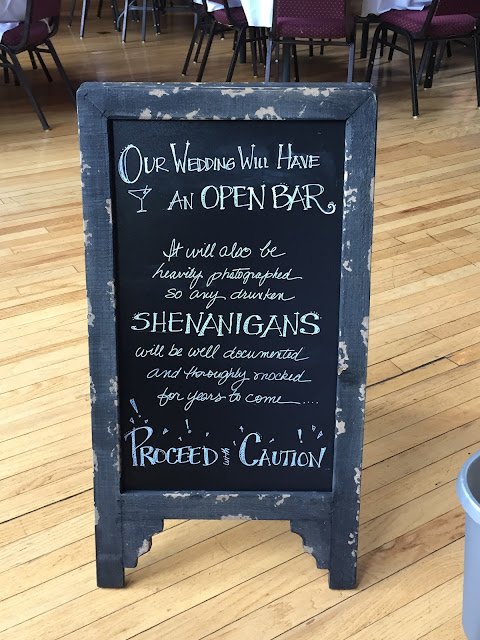 OUR WEDDING WILL HAVE
AN OPEN BAR
It will also be
heavily photographed
so any drunken
SHENANIGANS
will be well documented
and thoroughly mocked
for years to come.....
PROCEED with CAUTION